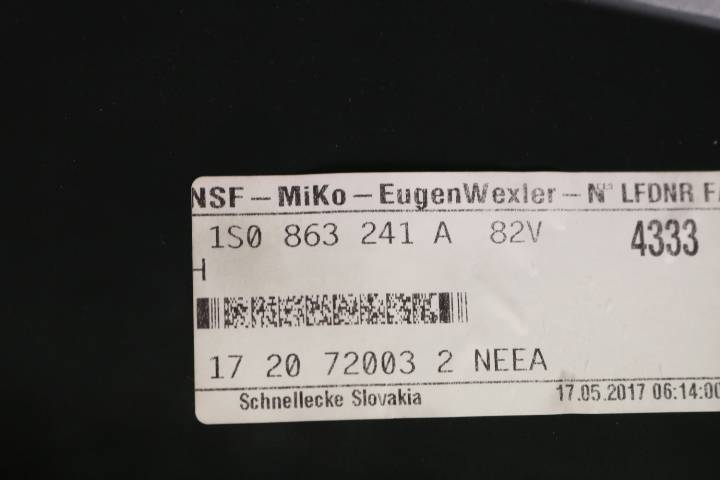 NSF - MiKo - EugenWexler - N° LFDNR FA
1S0 863 241 A 82V 4333
H
17 20 72003 2 NEEA
Schnellecke Slovakia 17.05.2017 06:14:00